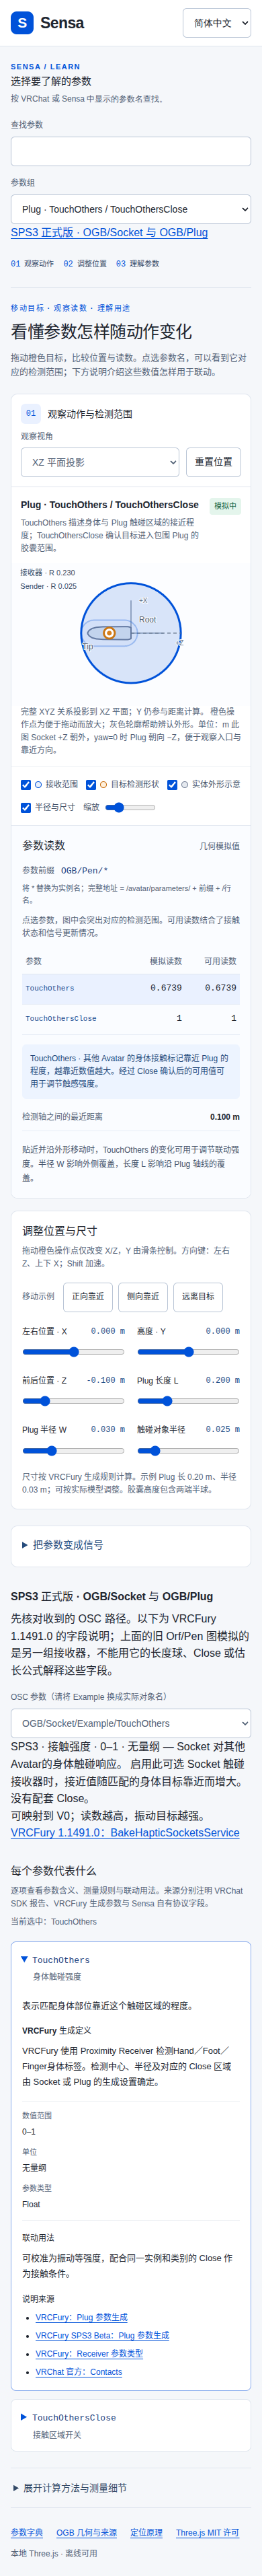 S Sensa 简体中文
SENSA / LEARN
选择要了解的参数
按 VRChat 或 Sensa 中显示的参数名查找。
查找参数
参数组
Plug · TouchOthers / TouchOthersClose
SPS3 正式版 · OGB/Socket 与 OGB/Plug
01 观察动作 02 调整位置 03 理解参数
移动目标 · 观察读数 · 理解用途
看懂参数怎样随动作变化
拖动橙色目标，比较位置与读数。点选参数名，可以看到它对
应的检测范围；下方说明介绍这些数值怎样用于联动。
01 观察动作与检测范围
观察视角
XZ 平面投影 重置位置
Plug · TouchOthers / TouchOthersClose 模拟中
TouchOthers 描述身体与 Plug 触碰区域的接近程
度；TouchOthersClose 确认目标进入包围 Plug 的
胶囊范围。
接收器 · R 0.230
Sender · R 0.025
+X
Root
Tip
+Z
完整 XYZ 关系投影到 XZ 平面；Y 仍参与距离计算。 橙色操
作点为便于拖动而放大；灰色轮廓帮助辨认外形。单位：m 此
图 Socket +Z 朝外，yaw=0 时 Plug 朝向 −Z，便于观察入口与
靠近方向。
接收范围 目标检测形状 实体外形示意
半径与尺寸 缩放
参数读数 几何模拟值
参数前缀 OGB/Pen/*
将 * 替换为实例名；完整地址 = /avatar/parameters/ + 前缀 + /行
名。
点选参数，图中会突出对应的检测范围。可用读数结合了接触
状态和信号更新情况。
参数 模拟读数 可用读数
TouchOthers 0.6739 0.6739
TouchOthersClose 1 1
TouchOthers · 其他 Avatar 的身体接触标记靠近 Plug 的
程度，越靠近数值越大。经过 Close 确认后的可用值可
用于调节触感强度。
检测轴之间的最近距离 0.100 m
贴近并沿外形移动时，TouchOthers 的变化可用于调节联动强
度。半径 W 影响外侧覆盖，长度 L 影响沿 Plug 轴线的覆
盖。
调整位置与尺寸
拖动橙色操作点仅改变 X/Z，Y 由滑条控制。方向键：左右
Z、上下 X；Shift 加速。
移动示例 正向靠近 侧向靠近 远离目标
左右位置 · X 0.000 m 高度 · Y 0.000 m
前后位置 · Z -0.100 m Plug 长度 L 0.200 m
Plug 半径 W 0.030 m 触碰对象半径 0.025 m
尺寸按 VRCFury 生成规则计算。示例 Plug 长 0.20 m、半径
0.03 m；可按实际模型调整。胶囊高度包含两端半球。
把参数变成信号
SPS3 正式版 · OGB/Socket 与 OGB/Plug
先核对收到的 OSC 路径。以下为 VRCFury
1.1491.0 的字段说明；上面的旧 Orf/Pen 图模拟的
是另一组接收器，不能用它的长度球、Close 或估
长公式解释这些字段。
OSC 参数（请将 Example 换成实际对象名）
OGB/Socket/Example/TouchOthers
SPS3 · 接触强度 · 0–1 · 无量纲 — Socket 对其他
Avatar的身体触碰响应。 启用此可选 Socket 触碰
接收器时，接近值随匹配的身体目标靠近而增大。
没有配套 Close。
可映射到 V0；读数越高，振动目标越强。
VRCFury 1.1491.0：BakeHapticSocketsService
每个参数代表什么
逐项查看参数含义、测量规则与联动用法。来源分别注明 VRChat
SDK 报告、VRCFury 生成参数与 Sensa 自有协议字段。
当前选中：TouchOthers
TouchOthers
身体触碰强度
表示匹配身体部位靠近这个触碰区域的程度。
VRCFury 生成定义
VRCFury 使用 Proximity Receiver 检测Hand／Foot／
Finger身体标签。检测中心、半径及对应的 Close 区域
由 Socket 或 Plug 的生成设置确定。
数值范围
0–1
单位
无量纲
参数类型
Float
联动用法
可校准为振动等强度，配合同一实例和类别的 Close 作
为接触条件。
说明来源
VRCFury：Plug 参数生成
VRCFury SPS3 Beta：Plug 参数生成
VRCFury：Receiver 参数类型
VRChat 官方：Contacts
TouchOthersClose
接触区域开关
展开计算方法与测量细节
参数字典 OGB 几何与来源 定位原理 Three.js MIT 许可
本地 Three.js · 离线可用